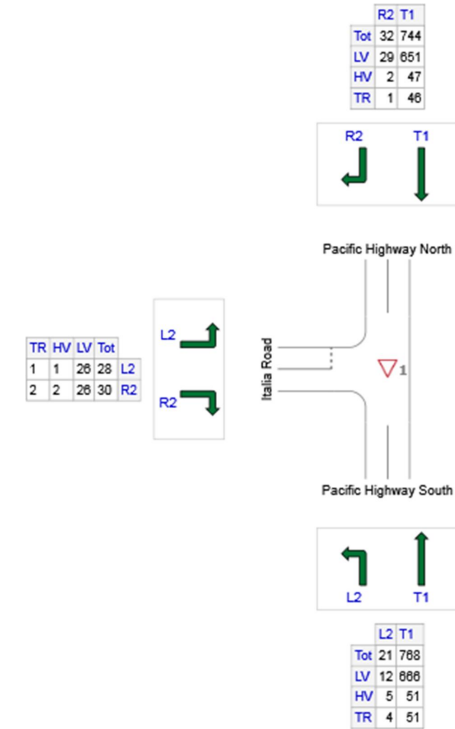 R2 T1
Tot 32 744
LV 29 651
HV 2 47
TR 1 46
R2 T1
Pacific Highway North
TR HV LV Tot
1 1 26 28 L2
2 2 26 30 R2
L2
R2
Italia Road
1
Pacific Highway South
L2 T1
L2 T1
Tot 21 768
LV 12 666
HV 5 51
TR 4 51